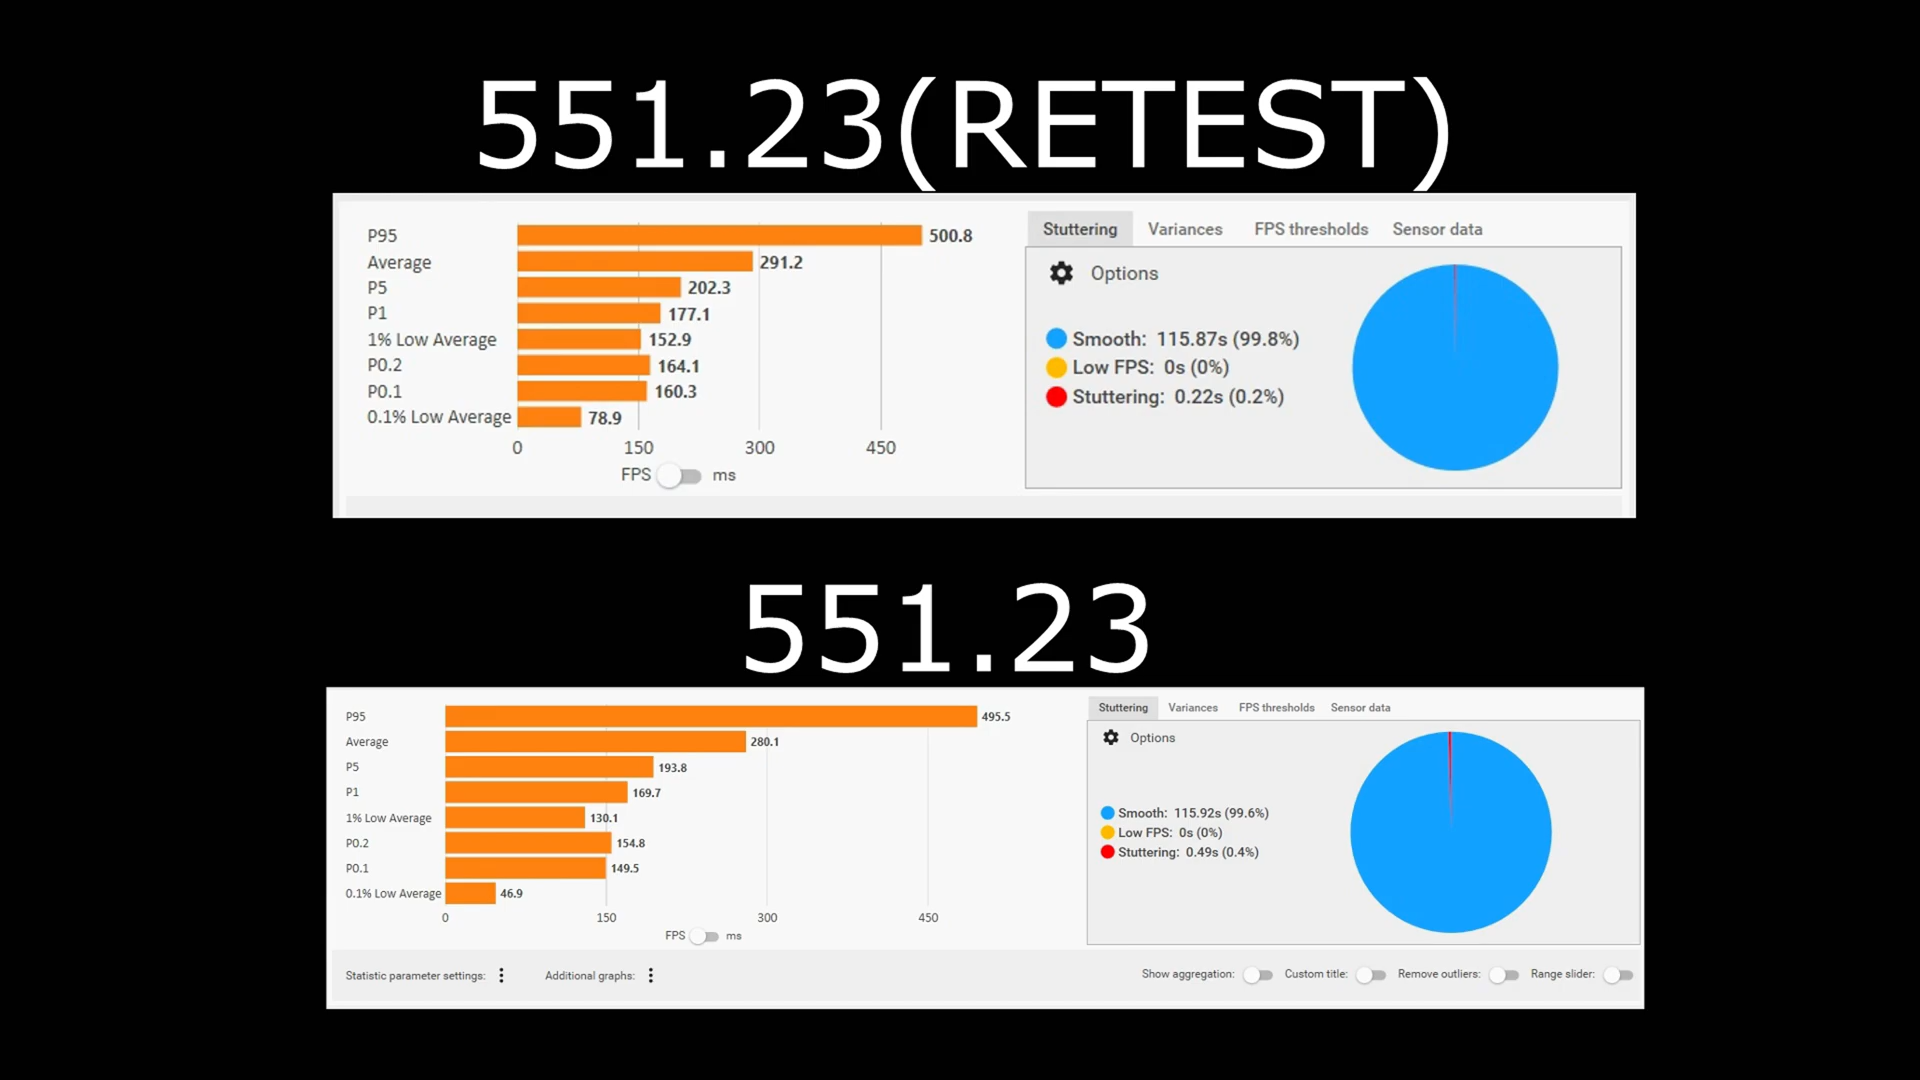 551.23(RETEST)
P95 500.8
Average 291.2
P5 202.3
P1 177.1
1% Low Average 152.9
P0.2 164.1
P0.1 160.3
0.1% Low Average 78.9
0 150 300 450
FPS ms
Stuttering Variances FPS thresholds Sensor data
Options
Smooth: 115.87s (99.8%)
Low FPS: 0s (0%)
Stuttering: 0.22s (0.2%)
551.23
P95 495.5
Average 280.1
P5 193.8
P1 169.7
1% Low Average 130.1
P0.2 154.8
P0.1 149.5
0.1% Low Average 46.9
0 150 300 450
FPS ms
Stuttering Variances FPS thresholds Sensor data
Options
Smooth: 115.92s (99.6%)
Low FPS: 0s (0%)
Stuttering: 0.49s (0.4%)
Statistic parameter settings: Additional graphs: Show aggregation: Custom title: Remove outliers: Range slider: